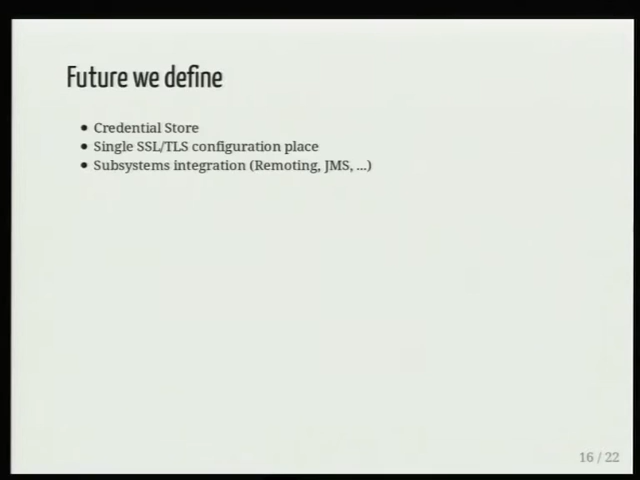 Future we define
• Credential Store
• Single SSL/TLS configuration place
• Subsystems integration (Remoting, JMS, ...)
16 / 22